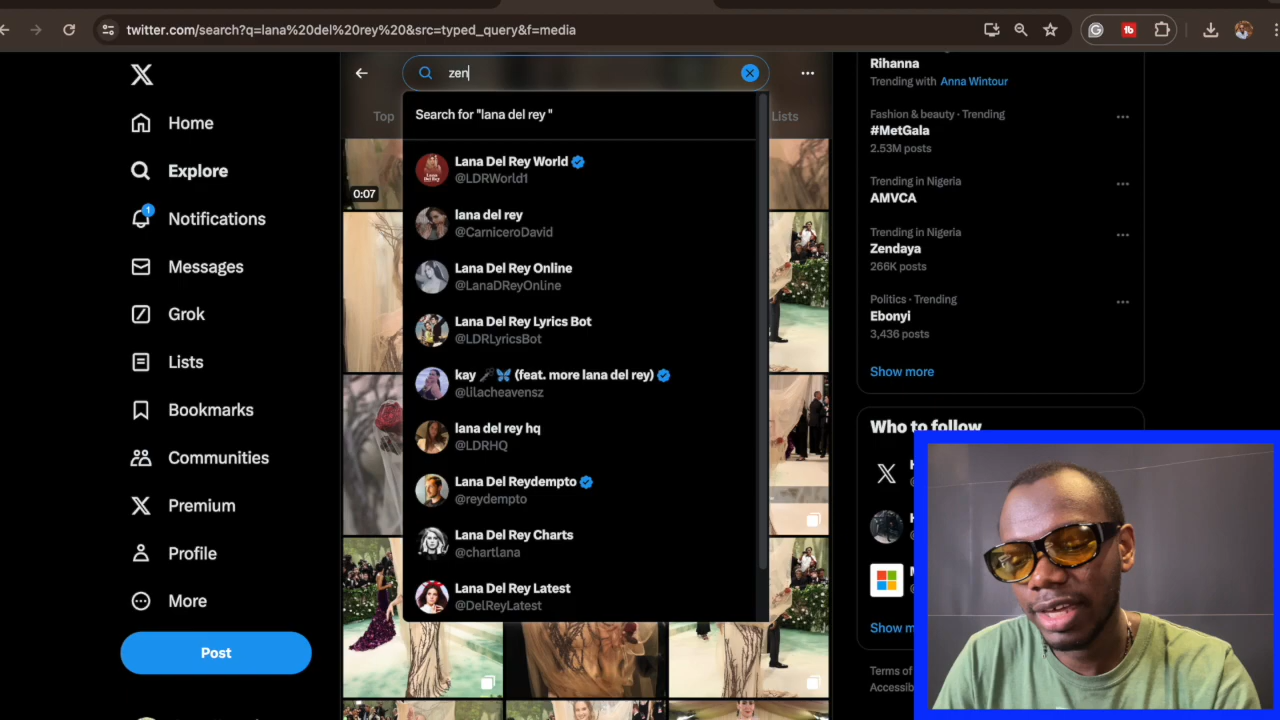 twitter.com/search?q=lana%20del%20rey%20&src=typed_query&f=media
zen
Home
Explore
1
Notifications
Messages
Grok
Lists
Bookmarks
Communities
Premium
Profile
More
Post
Top
Lists
0:07
Search for "lana del rey "
Lana Del Rey World
@LDRWorld1
lana del rey
@CarniceroDavid
Lana Del Rey Online
@LanaDReyOnline
Lana Del Rey Lyrics Bot
@LDRLyricsBot
kay 🎤🦋 (feat. more lana del rey)
@lilacheavensz
lana del rey hq
@LDRHQ
Lana Del Reydempto
@reydempto
Lana Del Rey Charts
@chartlana
Lana Del Rey Latest
@DelReyLatest
Rihanna
Trending with Anna Wintour
Fashion & beauty · Trending
#MetGala
2.53M posts
Trending in Nigeria
AMVCA
Trending in Nigeria
Zendaya
266K posts
Politics · Trending
Ebonyi
3,436 posts
Show more
Who to follow
Show m
Terms of
Accessib